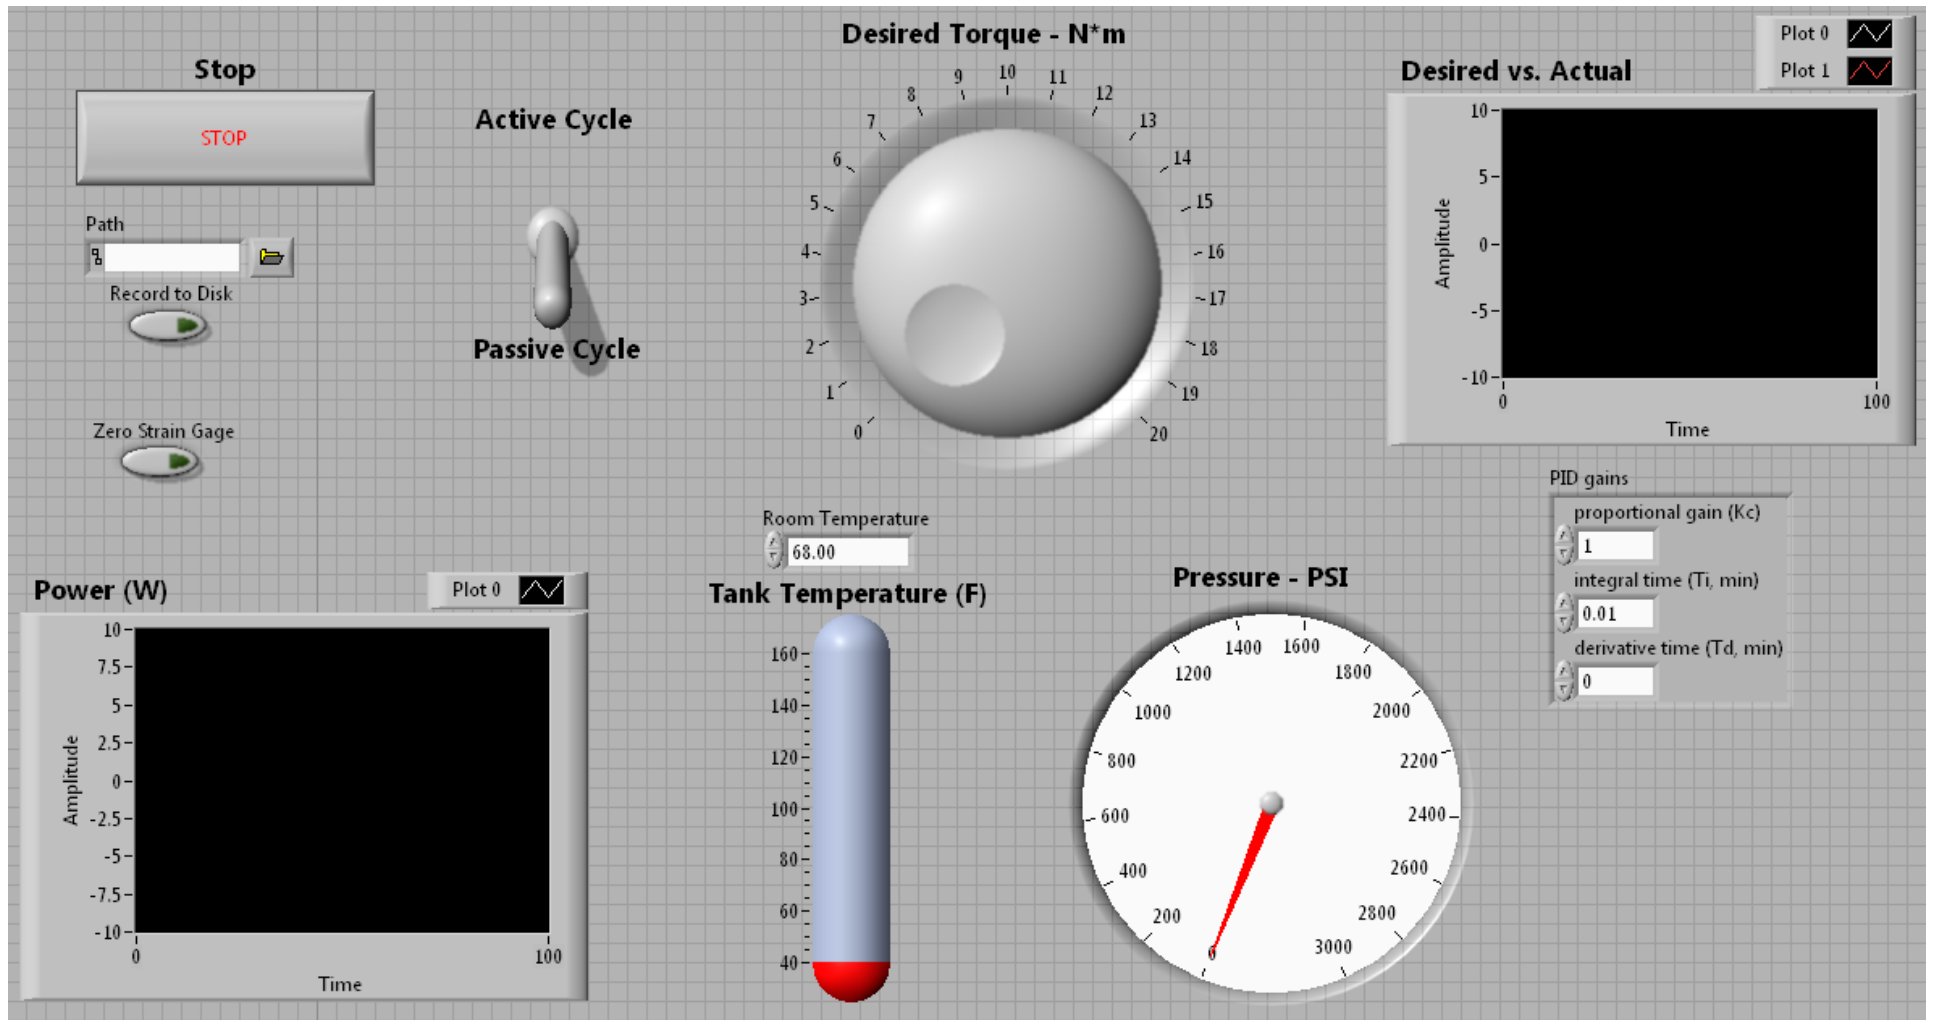 Stop
STOP
Path
Record to Disk
Zero Strain Gage
Active Cycle
Passive Cycle
Desired Torque - N*m
0
1
2
3
4
5
6
7
8
9
10
11
12
13
14
15
16
17
18
19
20
Plot 0
Plot 1
Desired vs. Actual
Amplitude
10
5
0
-5
-10
0
100
Time
PID gains
proportional gain (Kc)
1
integral time (Ti, min)
0.01
derivative time (Td, min)
0
Power (W)
Plot 0
Amplitude
10
7.5
5
2.5
0
-2.5
-5
-7.5
-10
0
100
Time
Room Temperature
68.00
Tank Temperature (F)
160
140
120
100
80
60
40
Pressure - PSI
0
200
400
600
800
1000
1200
1400
1600
1800
2000
2200
2400
2600
2800
3000